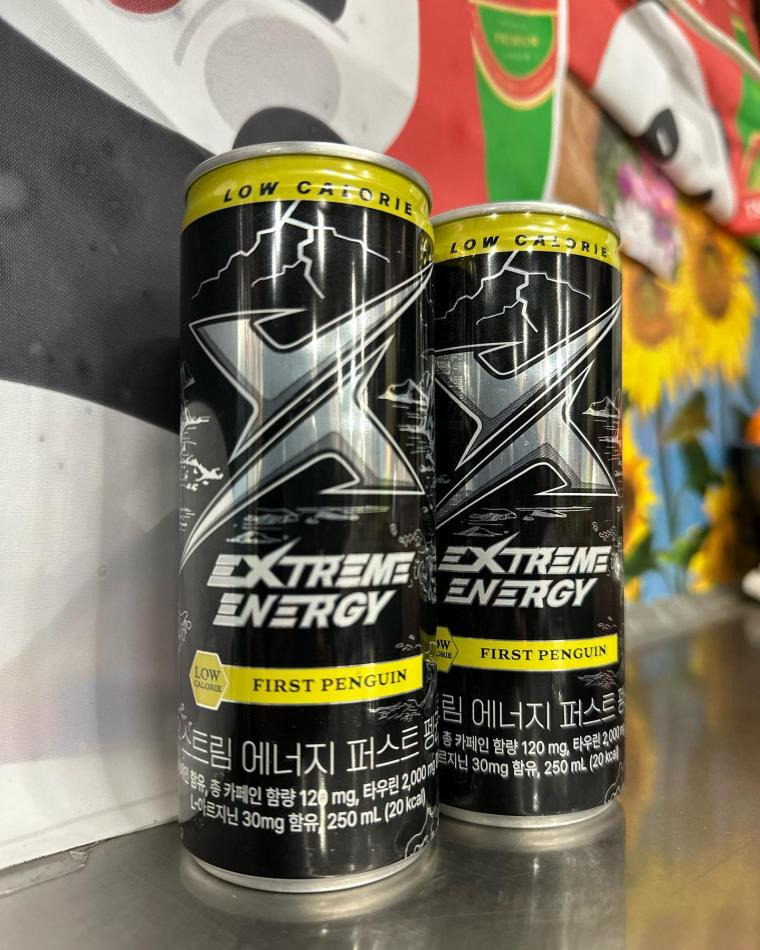 PREMIUM
LOW CALORIE
EXTREME
ENERGY
LOW
CALORIE
FIRST PENGUIN
스트림 에너지 퍼스트
함유, 총 카페인 함량 120 mg, 타우린 2,000 mg
L-아르지닌 30mg 함유, 250 mL (20 kcal)
LOW CALORIE
EXTREME
ENERGY
FIRST PENGUIN
림 에너지 퍼스트
총 카페인 함량 120 mg, 타우린 2,000
르지닌 30mg 함유, 250 mL (20 kcal)